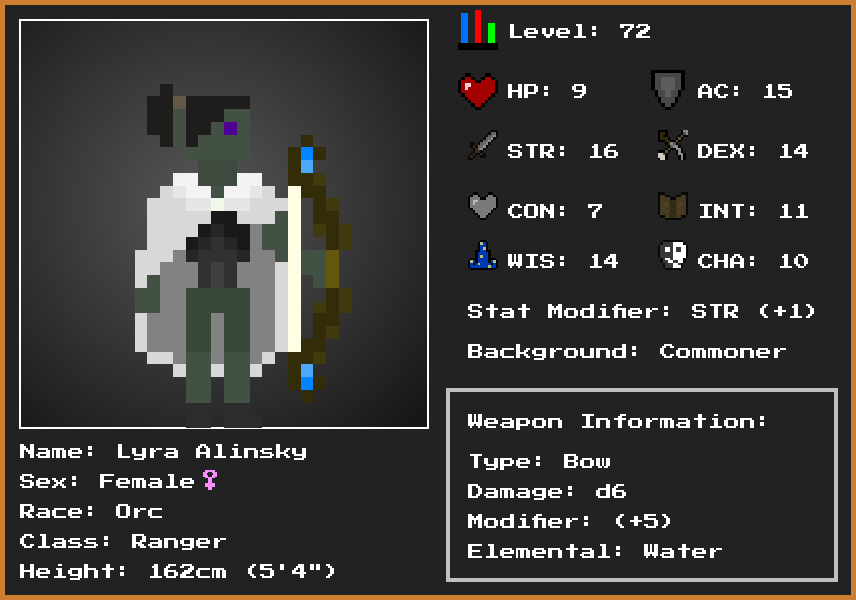 Level: 72
HP: 9
AC: 15
STR: 16
DEX: 14
CON: 7
INT: 11
WIS: 14
CHA: 10
Stat Modifier: STR (+1)
Background: Commoner
Weapon Information:
Type: Bow
Damage: d6
Modifier: (+5)
Elemental: Water
Name: Lyra Alinsky
Sex: Female♀
Race: Orc
Class: Ranger
Height: 162cm (5'4")